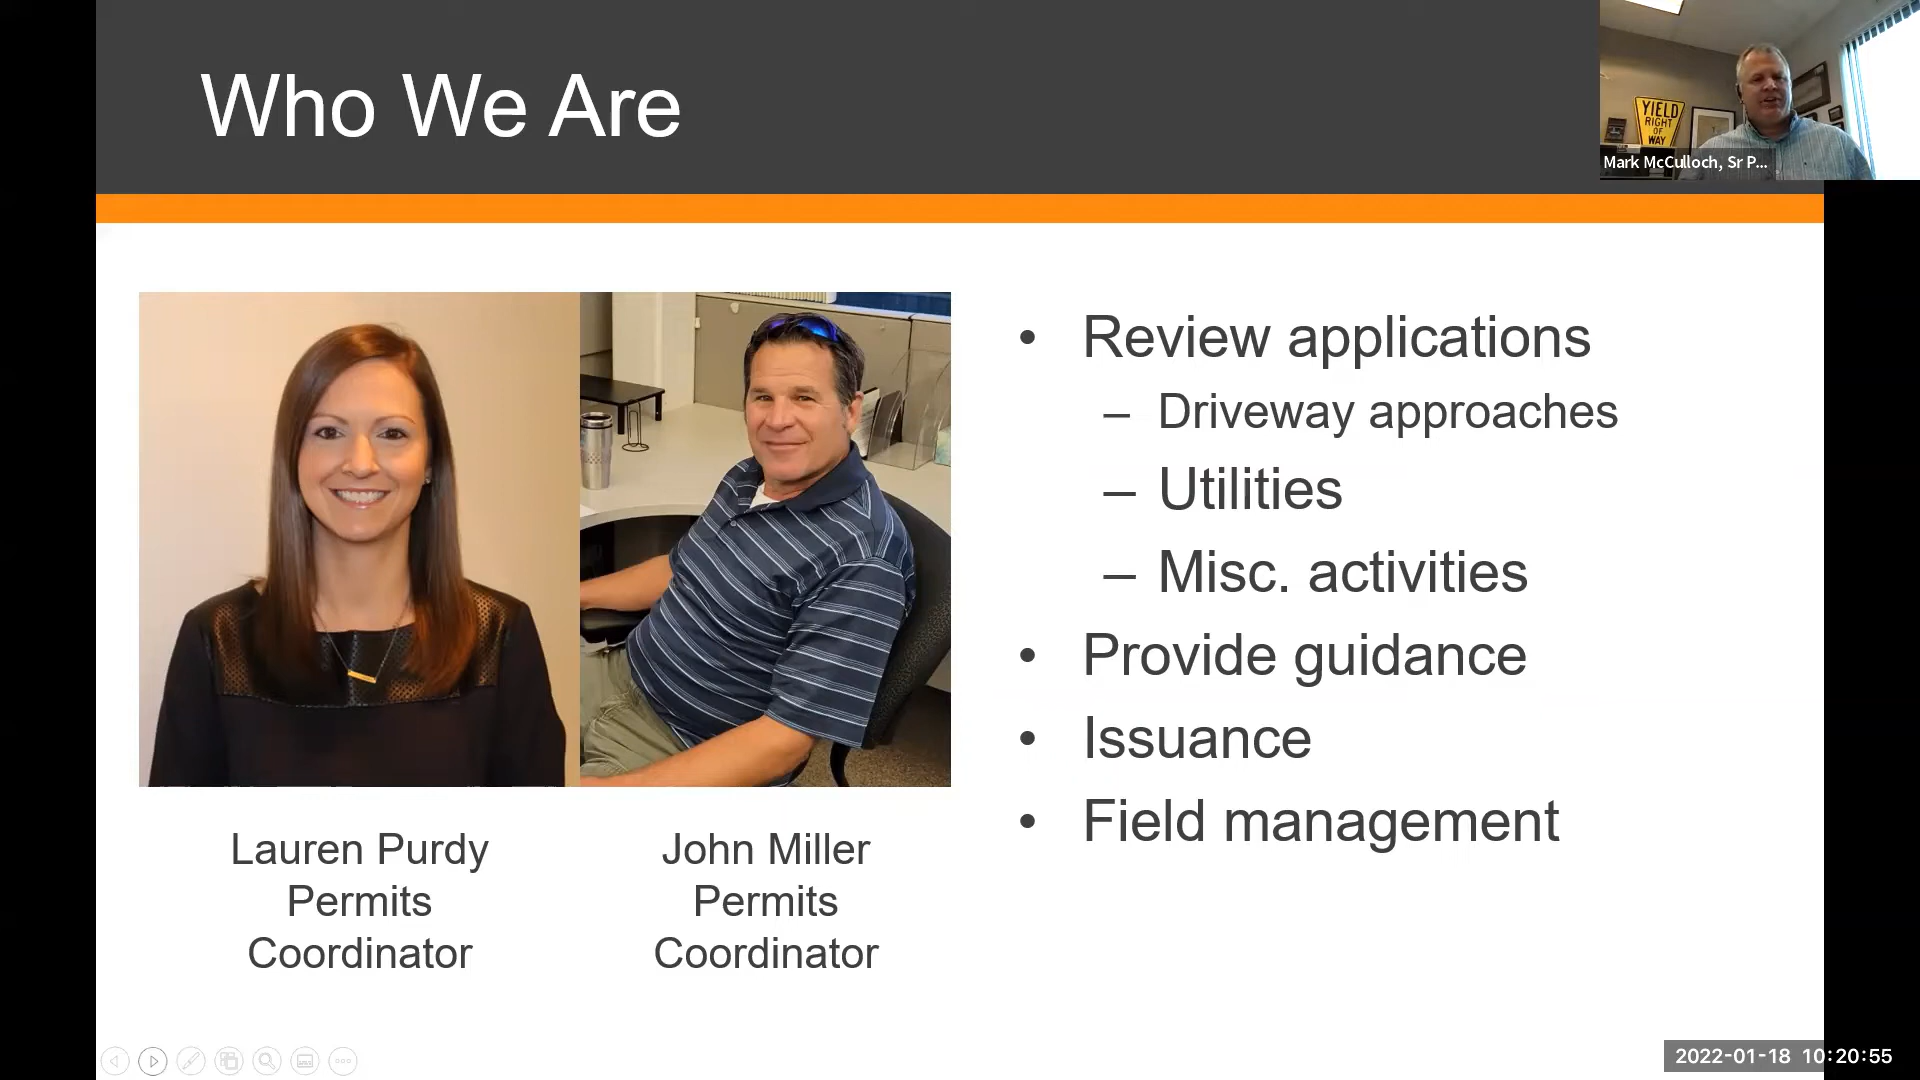 Who We Are
YIELD
RIGHT
OF
WAY
Mark McCulloch, Sr P...
• Review applications
– Driveway approaches
– Utilities
– Misc. activities
• Provide guidance
• Issuance
• Field management
Lauren Purdy
Permits
Coordinator
John Miller
Permits
Coordinator
2022-01-18 10:20:55